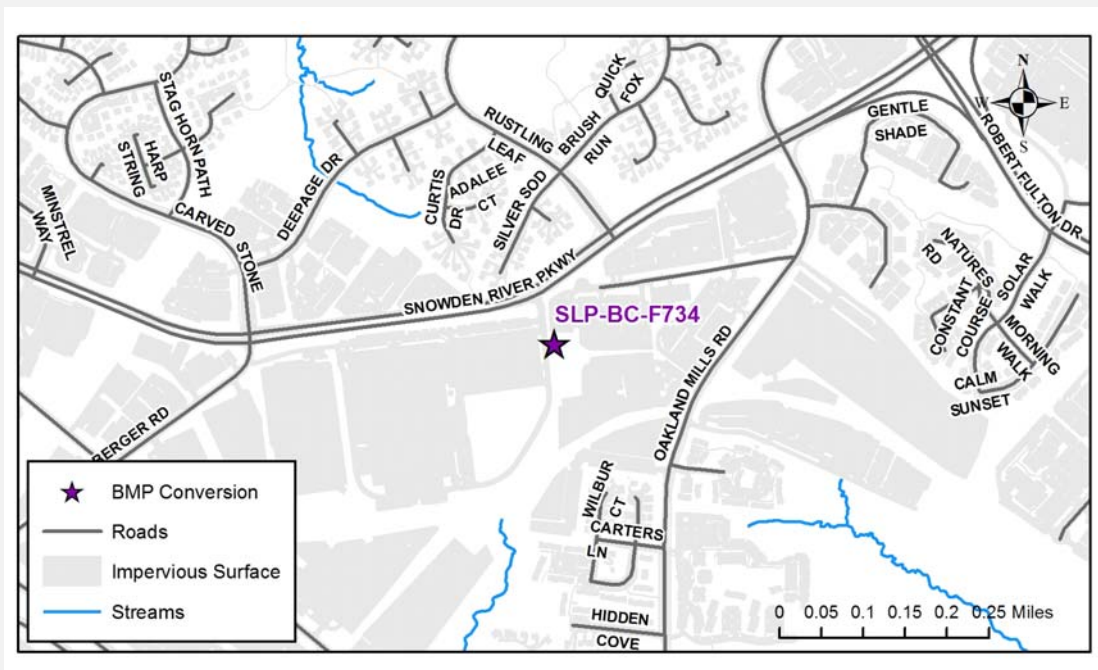 N
W
E
S
QUICK
FOX
BRUSH
RUN
RUSTLING
LEAF
GENTLE
SHADE
ROBERT FULTON DR
STAG HORN PATH
HARP
STRING
CURTIS
DR
ADALEE
CT
SILVER SOD
DEEPAGE DR
CARVED
STONE
MINSTREL
WAY
SNOWDEN RIVER PKWY
SLP-BC-F734
OAKLAND MILLS RD
NATURES
RD
CONSTANT
COURSE
SOLAR
WALK
MORNING
WALK
CALM
SUNSET
BERGER RD
WILBUR
CT
CARTERS
LN
HIDDEN
COVE
BMP Conversion
Roads
Impervious Surface
Streams
0 0.05 0.1 0.15 0.2 0.25 Miles